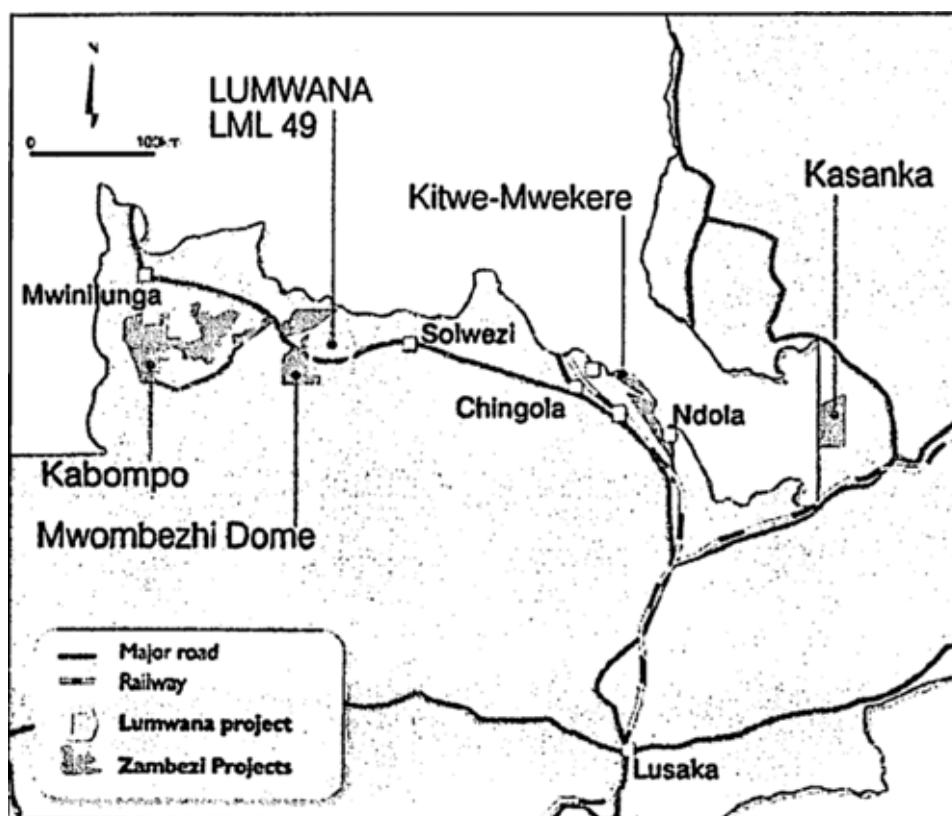 N
LUMWANA
LML 49
0 100km
Kitwe-Mwekere
Kasanka
Mwinilunga
Solwezi
Chingola
Ndola
Kabompo
Mwombezhi Dome
Major road
Railway
Lumwana project
Zambezi Projects
Lusaka